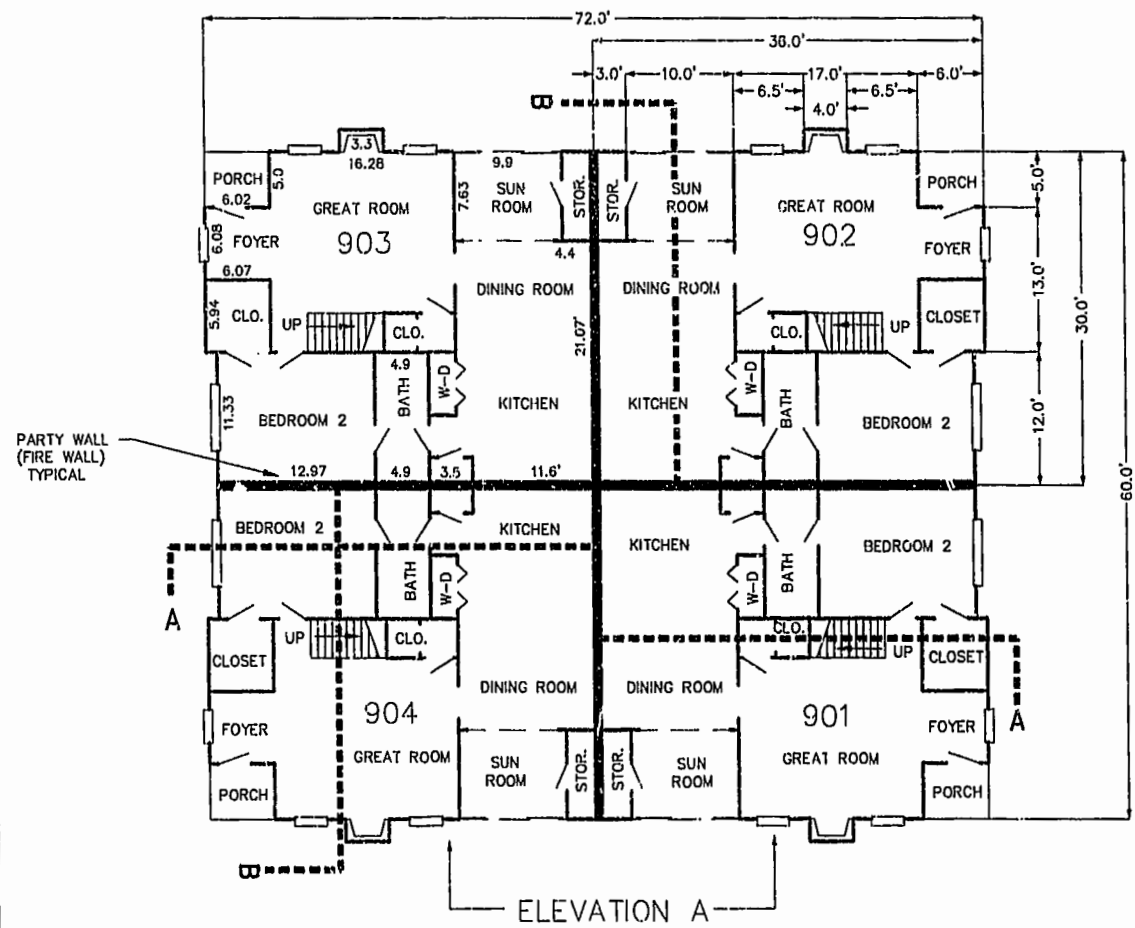 72.0'
36.0'
3.0' 10.0' 17.0' 6.0'
6.5' 4.0' 6.5'
B
3.3
16.28
9.9
5.0
PORCH
6.02
7.63
SUN ROOM
STOR.
STOR.
SUN ROOM
PORCH
5.0'
GREAT ROOM
903
GREAT ROOM
902
FOYER
6.08
6.07
4.4
FOYER
13.0'
30.0'
60.0'
DINING ROOM
DINING ROOM
5.94
CLO.
UP
CLO.
21.07'
CLO.
UP
CLOSET
4.9
BATH
W-D
W-D
BATH
11.33
BEDROOM 2
KITCHEN
KITCHEN
BEDROOM 2
12.0'
PARTY WALL
(FIRE WALL)
TYPICAL
12.97
4.9
3.5
11.6'
BEDROOM 2
KITCHEN
KITCHEN
BEDROOM 2
A
BATH
W-D
W-D
BATH
UP
CLO.
CLO.
UP
CLOSET
CLOSET
DINING ROOM
DINING ROOM
904
901
A
FOYER
GREAT ROOM
GREAT ROOM
FOYER
SUN ROOM
STOR.
STOR.
SUN ROOM
PORCH
PORCH
B
ELEVATION A